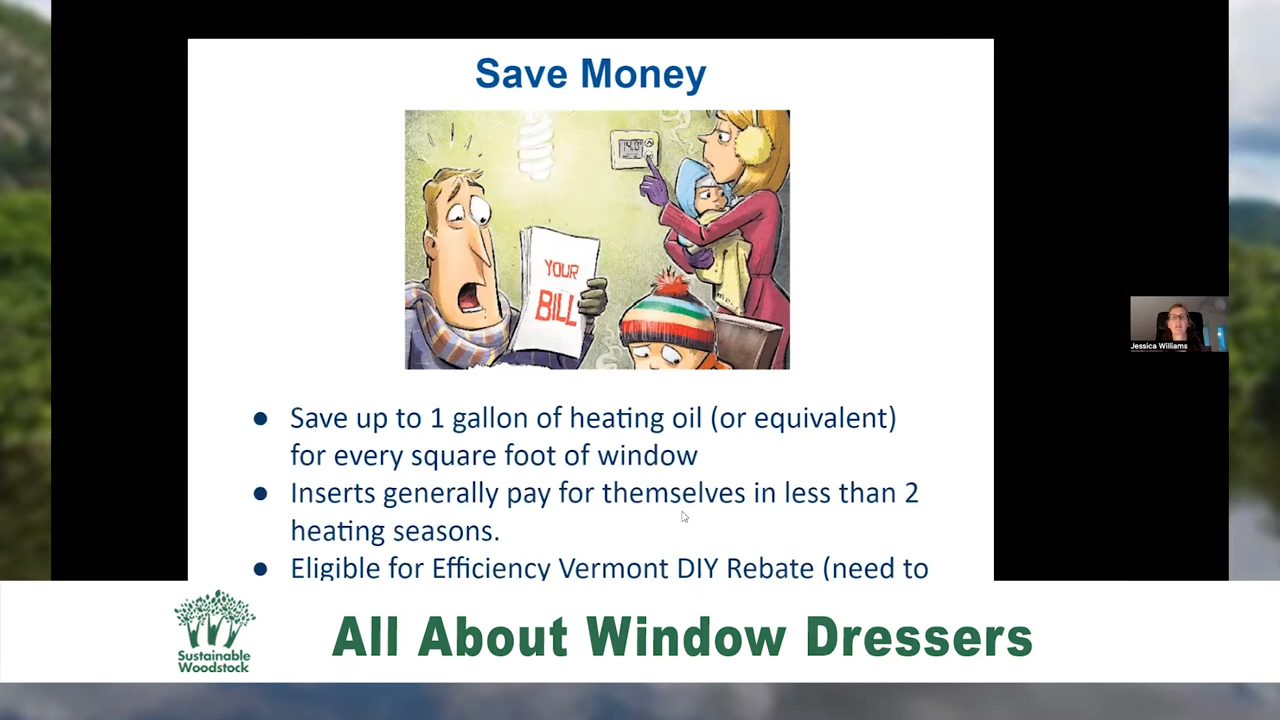 Save Money
14.0°
YOUR
BILL
Jessica Williams
● Save up to 1 gallon of heating oil (or equivalent)
for every square foot of window
● Inserts generally pay for themselves in less than 2
heating seasons.
● Eligible for Efficiency Vermont DIY Rebate (need to
Sustainable
Woodstock
All About Window Dressers